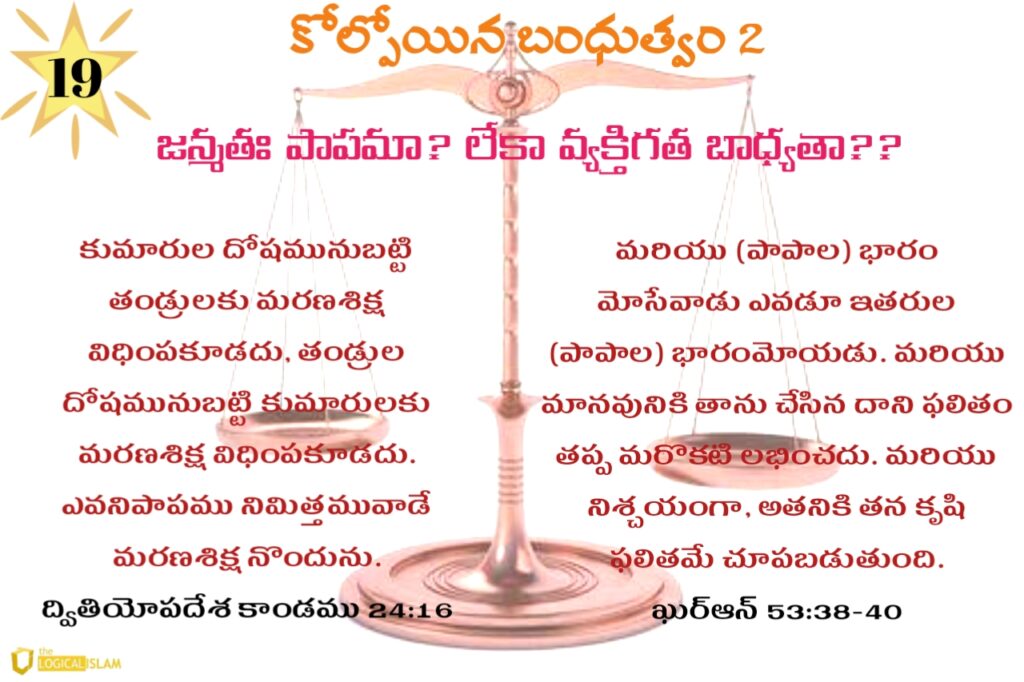 19
కోల్పోయిన బంధుత్వం 2
జన్మతః పాపమా? లేకా వ్యక్తిగత బాధ్యతా??
కుమారుల దోషమునుబట్టి
తండ్రులకు మరణశిక్ష
విధింపకూడదు, తండ్రుల
దోషమునుబట్టి కుమారులకు
మరణశిక్ష విధింపకూడదు.
ఎవనిపాపము నిమిత్తమువాడే
మరణశిక్ష నొందును.
ద్వితియోపదేశ కాండము 24:16
మరియు (పాపాల) భారం
మోసేవాడు ఎవడూ ఇతరుల
(పాపాల) భారంమోయడు. మరియు
మానవునికి తాను చేసిన దాని ఫలితం
తప్ప మరొకటి లభించదు. మరియు
నిశ్చయంగా, అతనికి తన కృషి
ఫలితమే చూపబడుతుంది.
ఖుర్ఆన్ 53:38-40
the
LOGICAL ISLAM